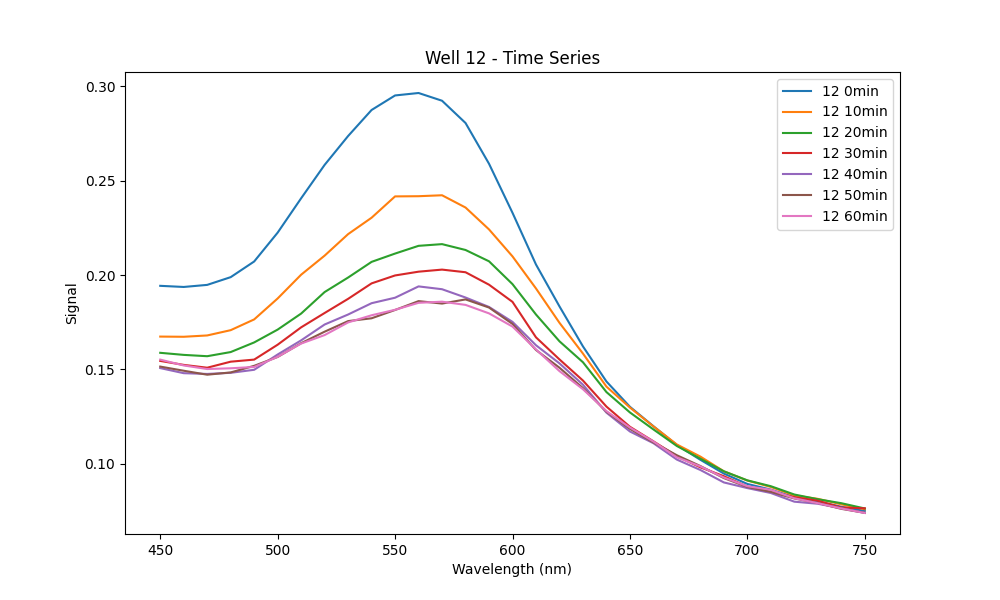 Well 12 - Time Series
Signal
0.30
0.25
0.20
0.15
0.10
12 0min
12 10min
12 20min
12 30min
12 40min
12 50min
12 60min
450 500 550 600 650 700 750
Wavelength (nm)